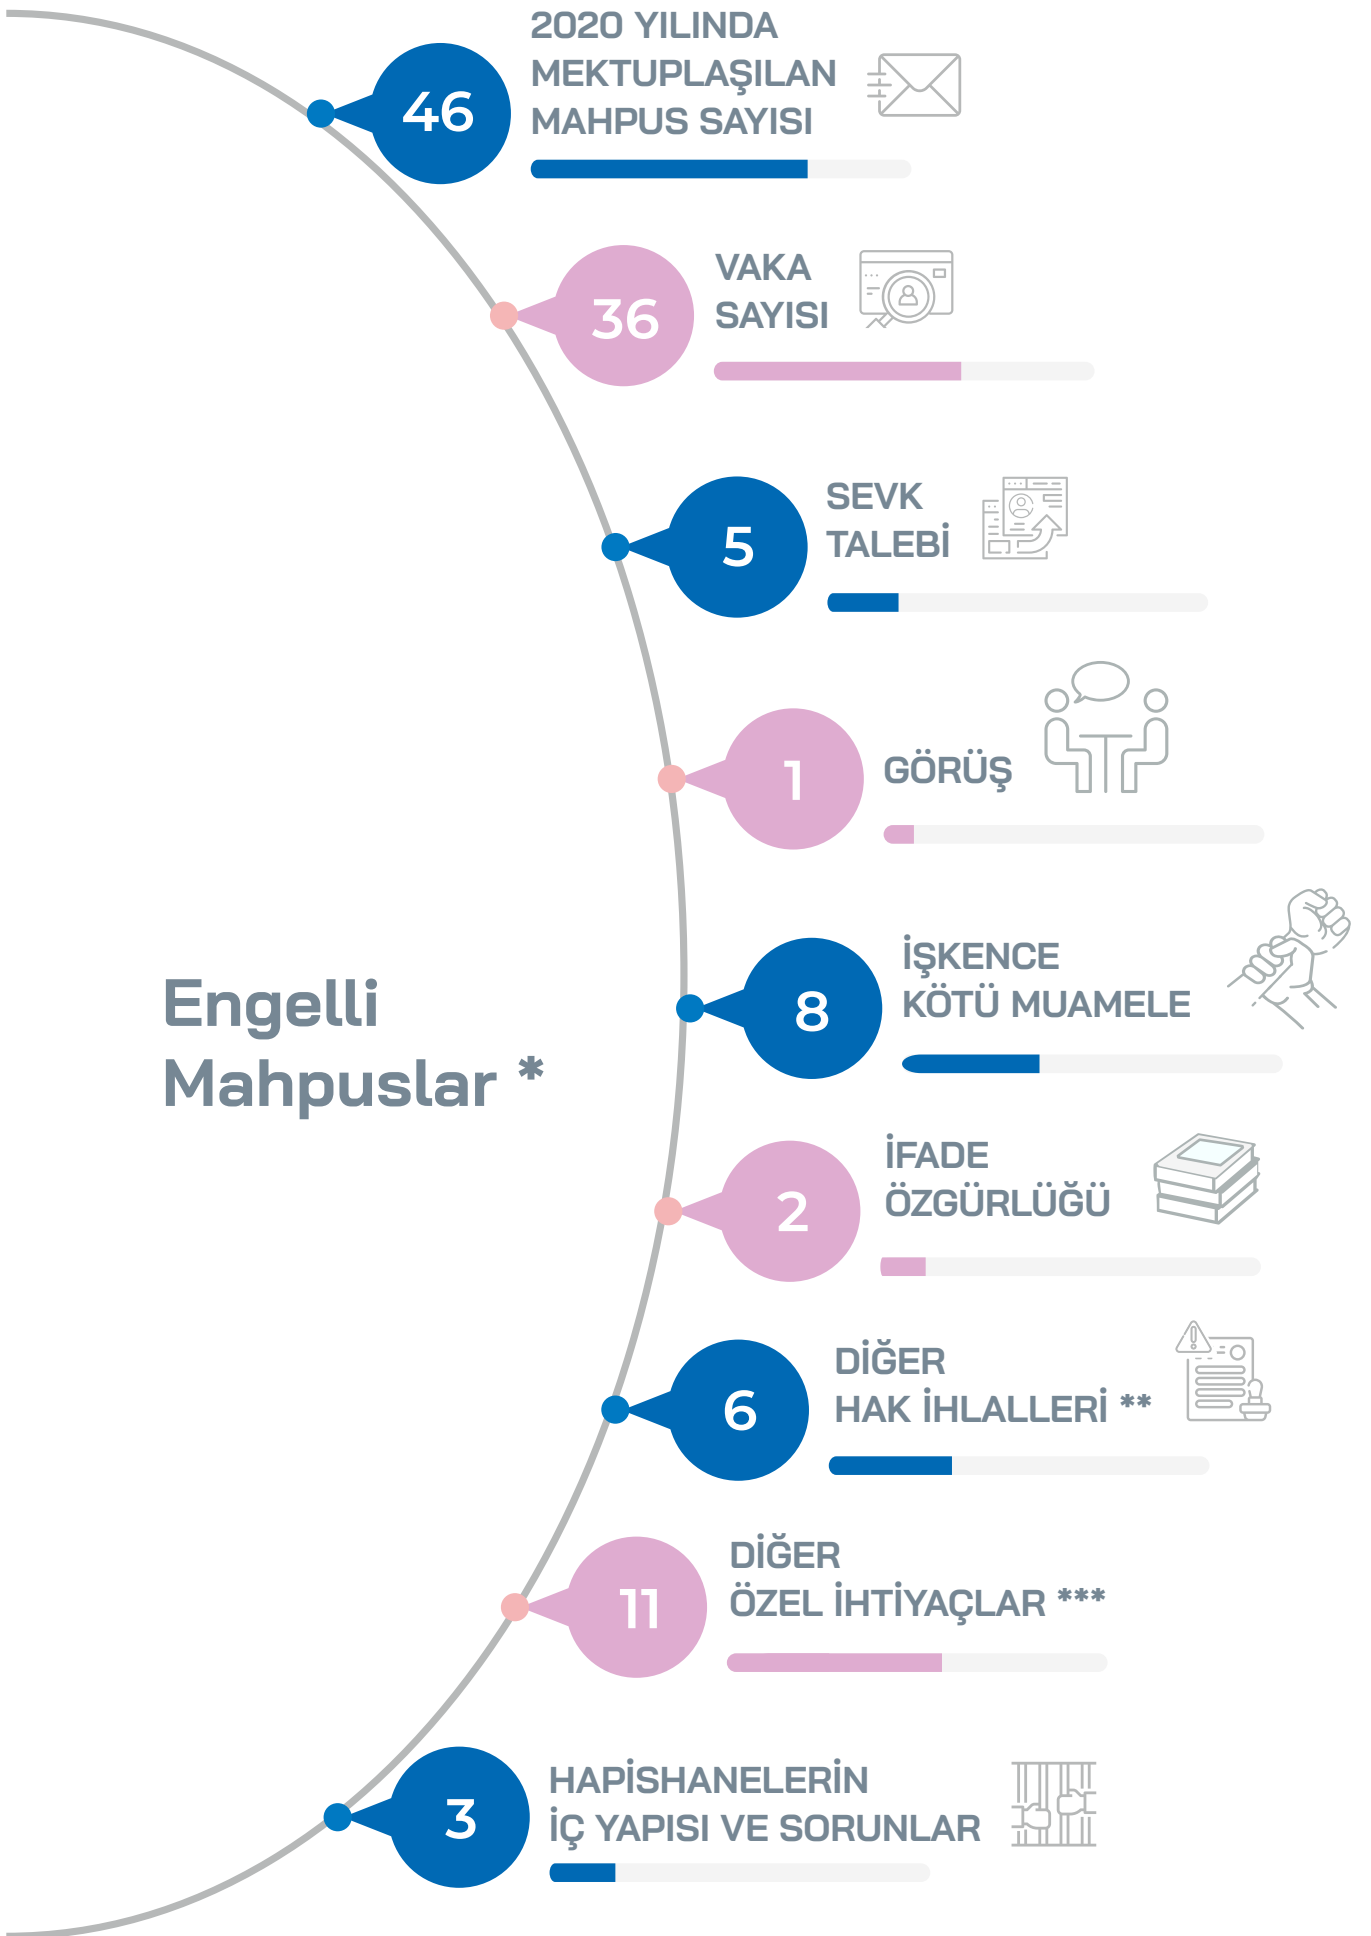 2020 YILINDA
MEKTUPLAŞILAN
MAHPUS SAYISI
46
VAKA
SAYISI
36
SEVK
TALEBİ
5
GÖRÜŞ
1
Engelli
Mahpuslar *
İŞKENCE
KÖTÜ MUAMELE
8
İFADE
ÖZGÜRLÜĞÜ
2
DİĞER
HAK İHLALLERİ **
6
DİĞER
ÖZEL İHTİYAÇLAR ***
11
HAPİSHANELERİN
İÇ YAPISI VE SORUNLAR
3